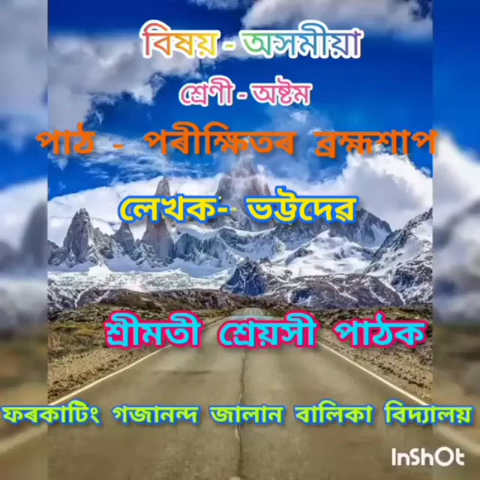 বিষয় - অসমীয়া
শ্ৰেণী - অষ্টম
পাঠ - পৰীক্ষিতৰ ব্ৰহ্মশাপ
লেখক- ভট্টদেৱ
শ্ৰীমতী শ্ৰেয়সী পাঠক
ফৰকাটিং গজানন্দ জালান বালিকা বিদ্যালয়
InShOt